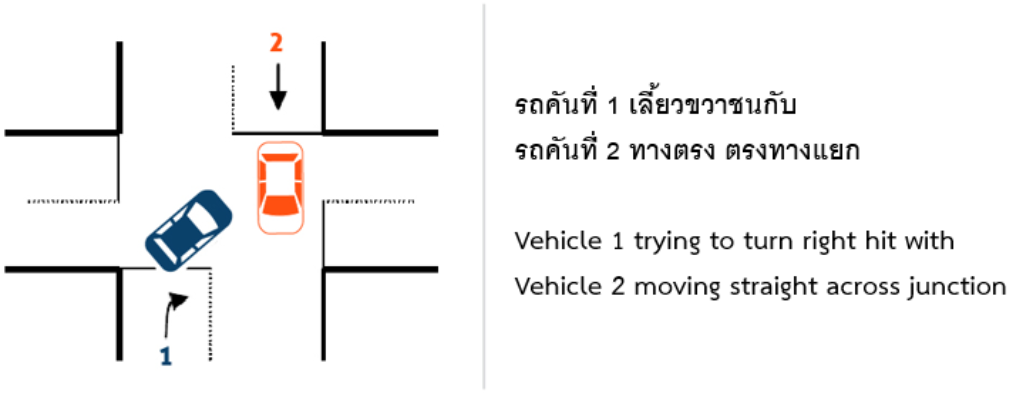 2
1
รถคันที่ 1 เลี้ยวขวาชนกับ
รถคันที่ 2 ทางตรง ตรงทางแยก
Vehicle 1 trying to turn right hit with
Vehicle 2 moving straight across junction